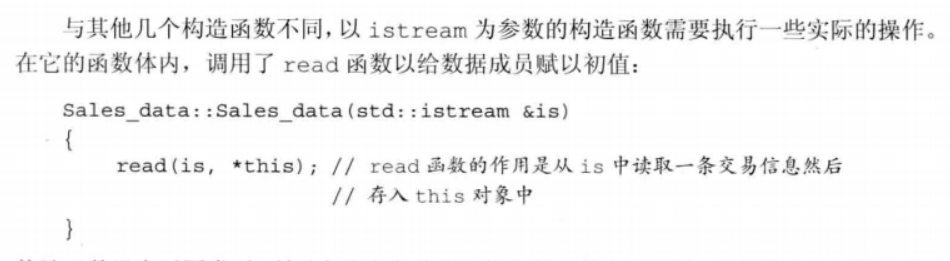 与其他几个构造函数不同，以 istream 为参数的构造函数需要执行一些实际的操作。
在它的函数体内，调用了 read 函数以给数据成员赋以初值：
Sales_data::Sales_data(std::istream &is)
{
read(is, *this); // read 函数的作用是从 is 中读取一条交易信息然后
// 存入 this 对象中
}